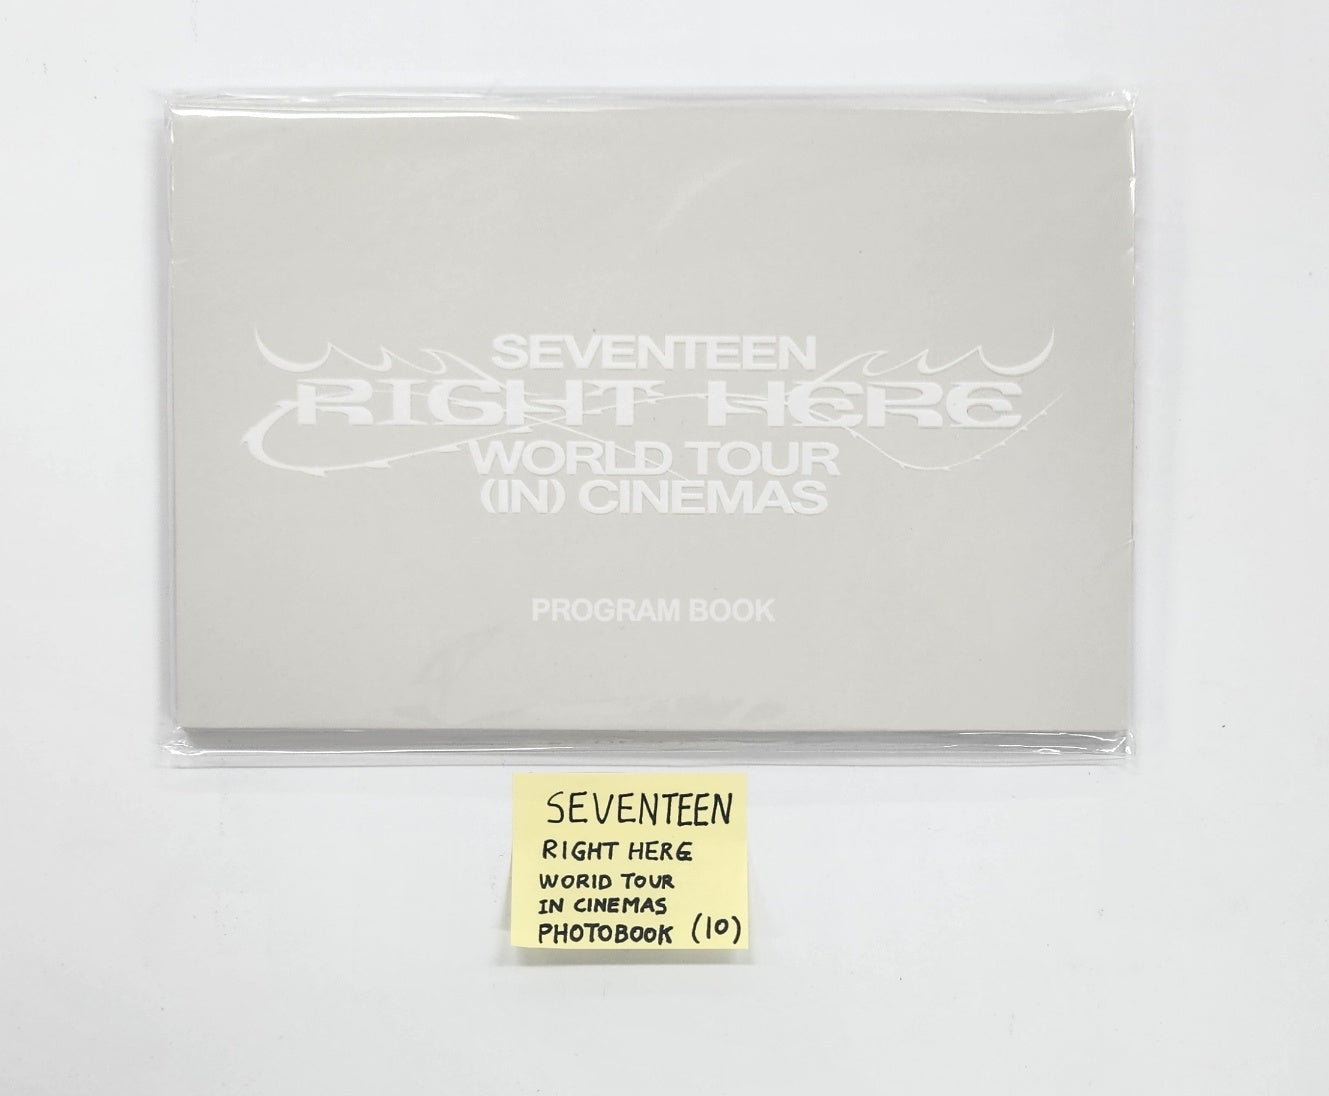 SEVENTEEN
RIGHT HERE
WORLD TOUR
(IN) CINEMAS
PROGRAM BOOK
SEVENTEEN
RIGHT HERE
WORID TOUR
IN CINEMAS
PHOTOBOOK (10)